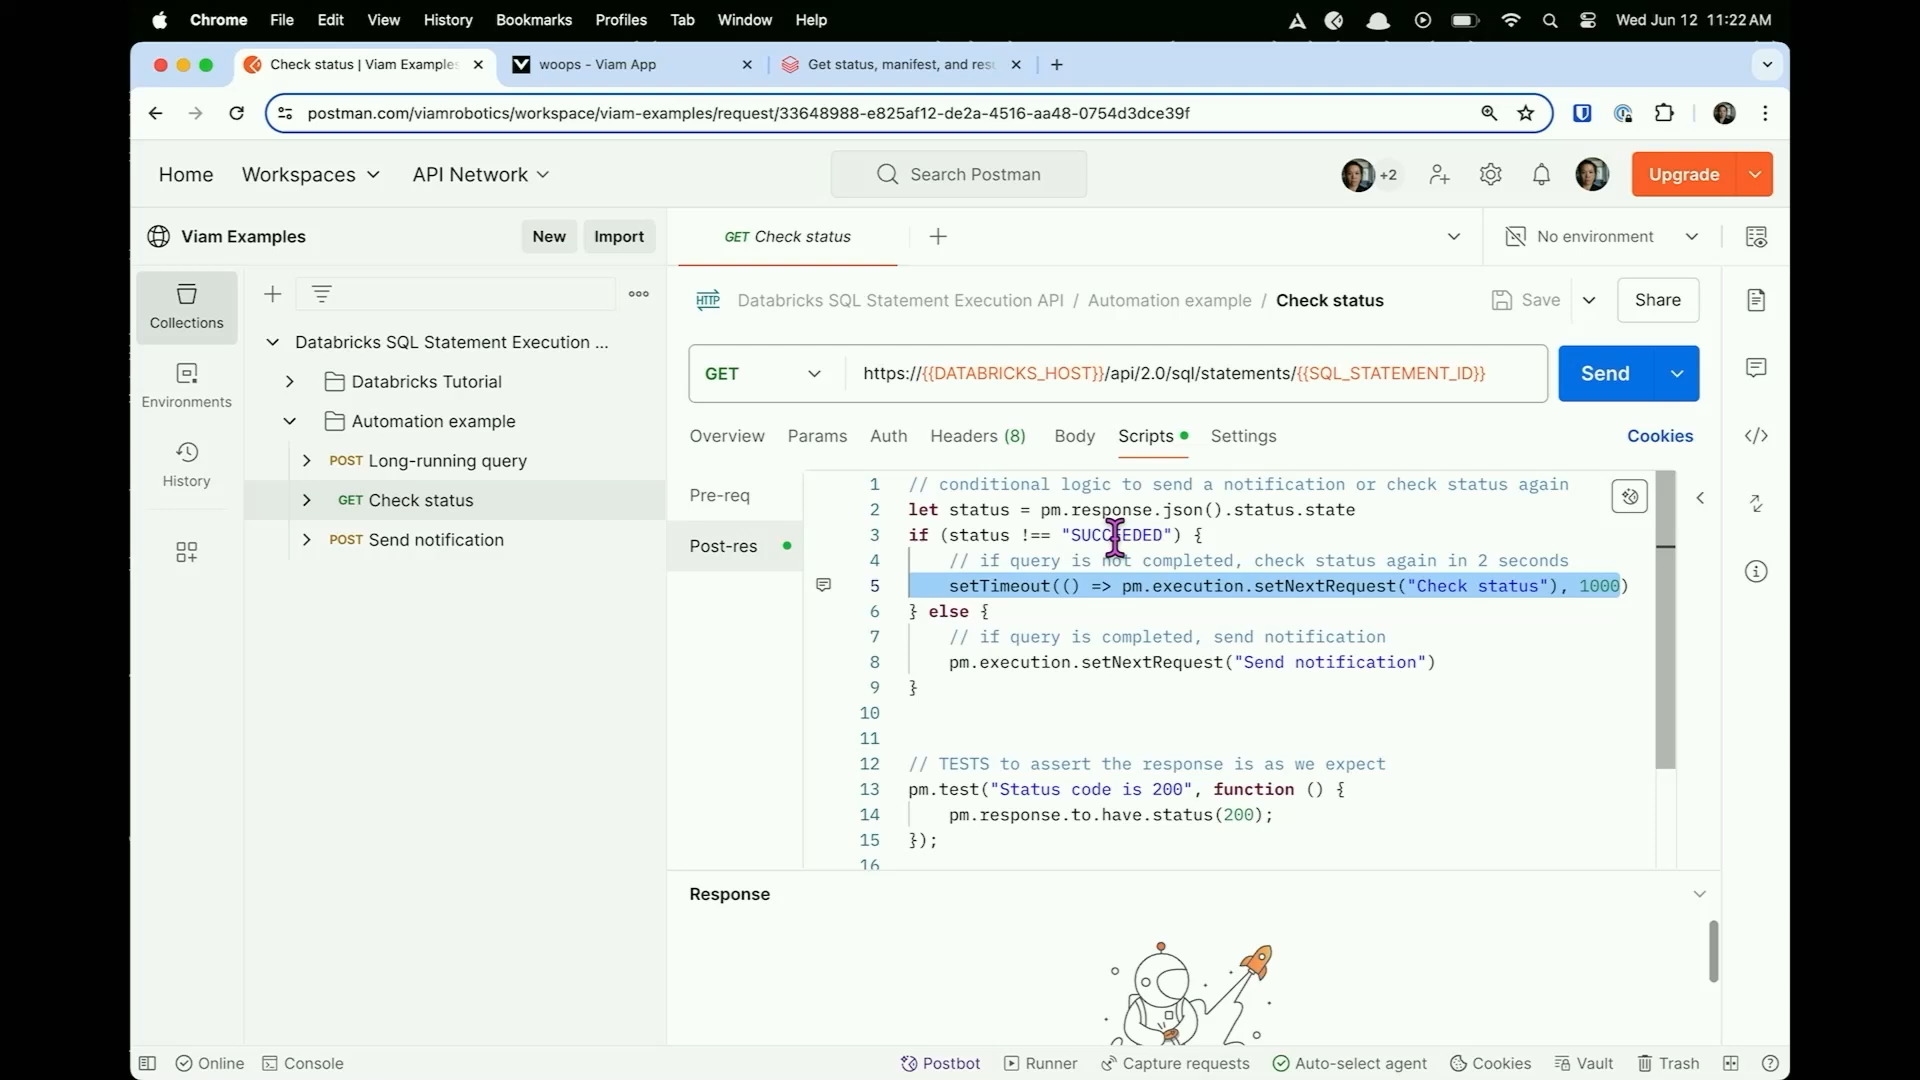 Chrome File Edit View History Bookmarks Profiles Tab Window Help Wed Jun 12 11:22 AM
Check status | Viam Examples
woops - Viam App
Get status, manifest, and res
postman.com/viamrobotics/workspace/viam-examples/request/33648988-e825af12-de2a-4516-aa48-0754d3dce39f
Home Workspaces API Network Search Postman +2 Upgrade
Viam Examples New Import GET Check status No environment
Collections
Environments
History
Databricks SQL Statement Execution ...
Databricks Tutorial
Automation example
POST Long-running query
GET Check status
POST Send notification
HTTP Databricks SQL Statement Execution API / Automation example / Check status Save Share
GET https://{{DATABRICKS_HOST}}/api/2.0/sql/statements/{{SQL_STATEMENT_ID}} Send
Overview Params Auth Headers (8) Body Scripts Settings Cookies
Pre-req
Post-res
1 // conditional logic to send a notification or check status again
2 let status = pm.response.json().status.state
3 if (status !== "SUCCEEDED") {
4 // if query is not completed, check status again in 2 seconds
5 setTimeout(() => pm.execution.setNextRequest("Check status"), 1000)
6 } else {
7 // if query is completed, send notification
8 pm.execution.setNextRequest("Send notification")
9 }
10
11
12 // TESTS to assert the response is as we expect
13 pm.test("Status code is 200", function () {
14 pm.response.to.have.status(200);
15 });
16
Response
Online Console Postbot Runner Capture requests Auto-select agent Cookies Vault Trash